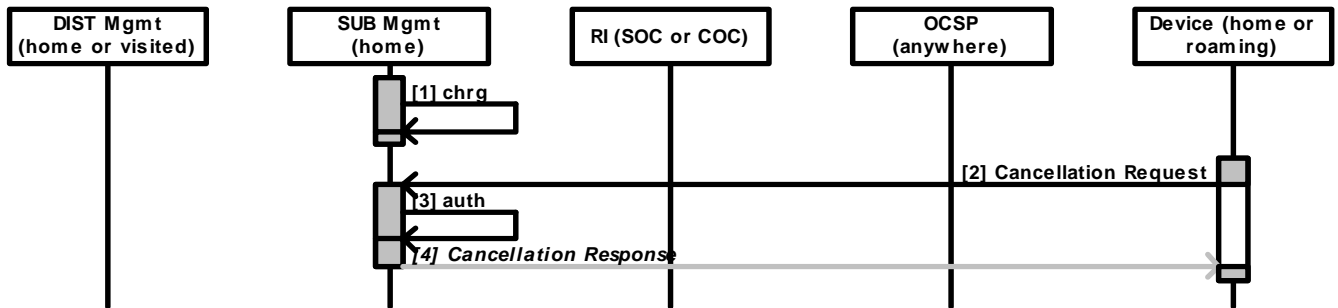 DIST Mgmt
(home or visited)
SUB Mgmt
(home)
RI (SOC or COC)
OCSP
(anywhere)
Device (home or
roaming)
[1] chrg
[2] Cancellation Request
[3] auth
[4] Cancellation Response